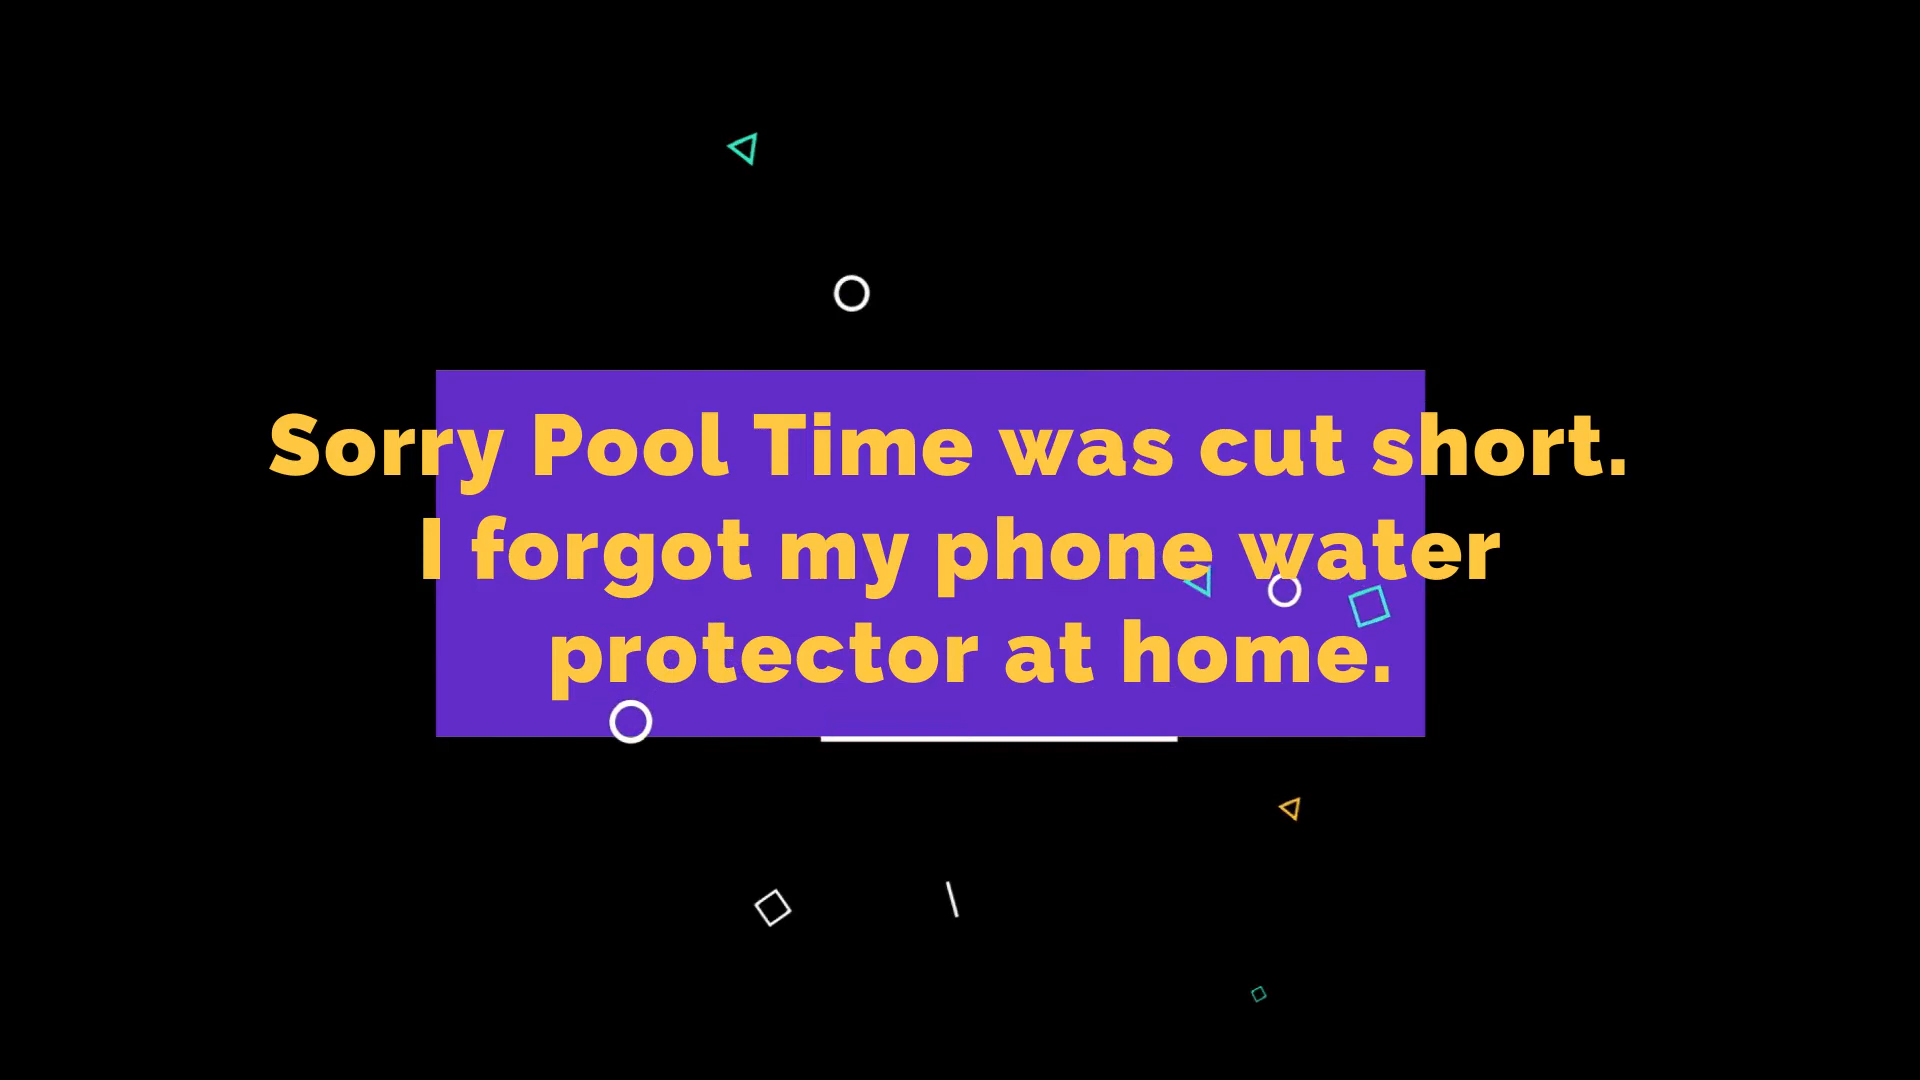 Sorry Pool Time was cut short.
I forgot my phone water
protector at home.